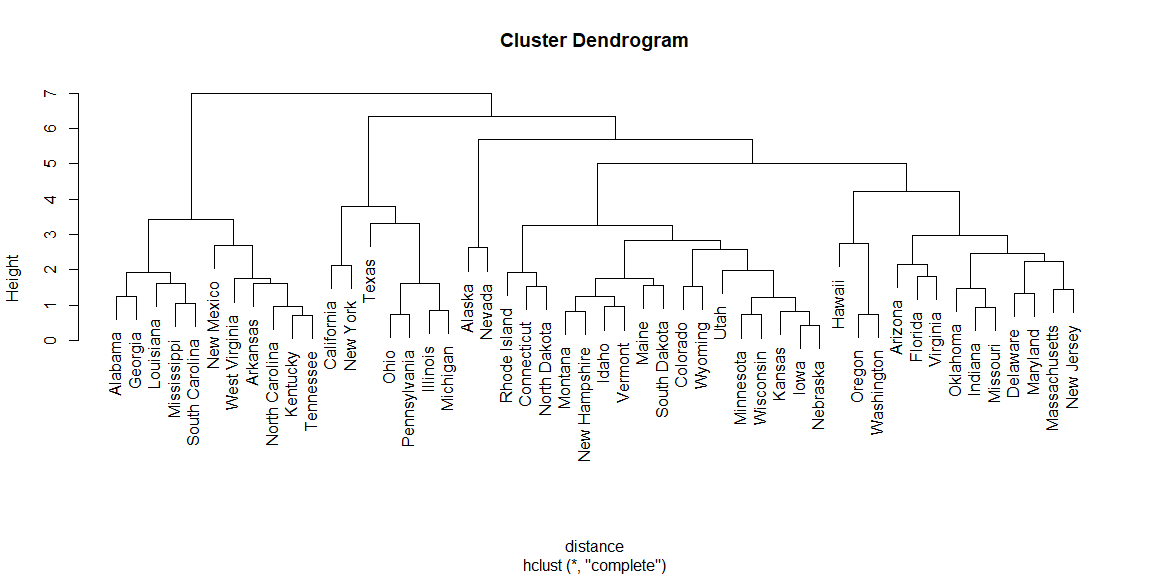 Cluster Dendrogram
Height
7
6
5
4
3
2
1
0
Alabama
Georgia
Louisiana
Mississippi
South Carolina
New Mexico
West Virginia
Arkansas
North Carolina
Kentucky
Tennessee
California
New York
Texas
Ohio
Pennsylvania
Illinois
Michigan
Alaska
Nevada
Rhode Island
Connecticut
North Dakota
Montana
New Hampshire
Idaho
Vermont
Maine
South Dakota
Colorado
Wyoming
Utah
Minnesota
Wisconsin
Kansas
Iowa
Nebraska
Hawaii
Oregon
Washington
Arizona
Florida
Virginia
Oklahoma
Indiana
Missouri
Delaware
Maryland
Massachusetts
New Jersey
distance
hclust (*, "complete")